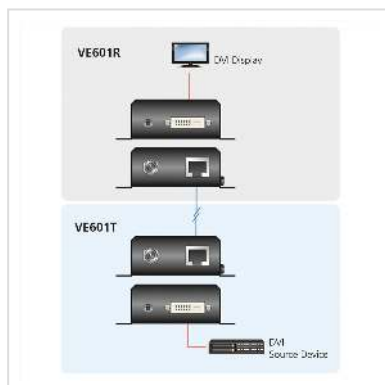 VE601R
DVI Display
VE601T
DVI
Source Device